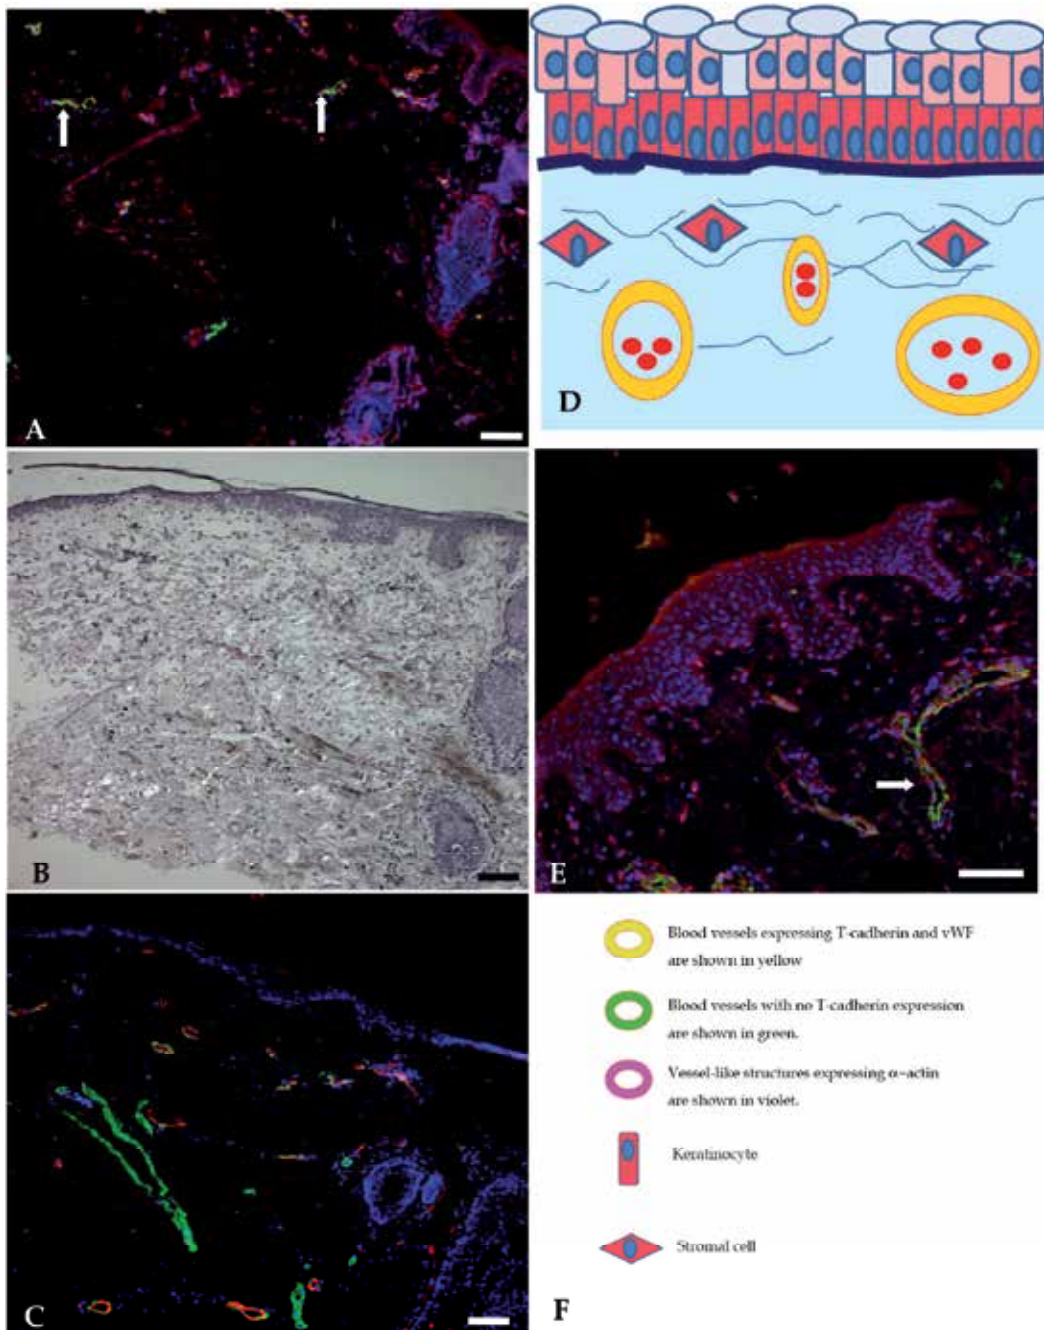 A
D
B
E
Blood vessels expressing T-cadherin and vWF
are shown in yellow
Blood vessels with no T-cadherin expression
are shown in green.
Vessel-like structures expressing α-actin
are shown in violet.
Keratinocyte
Stromal cell
C
F